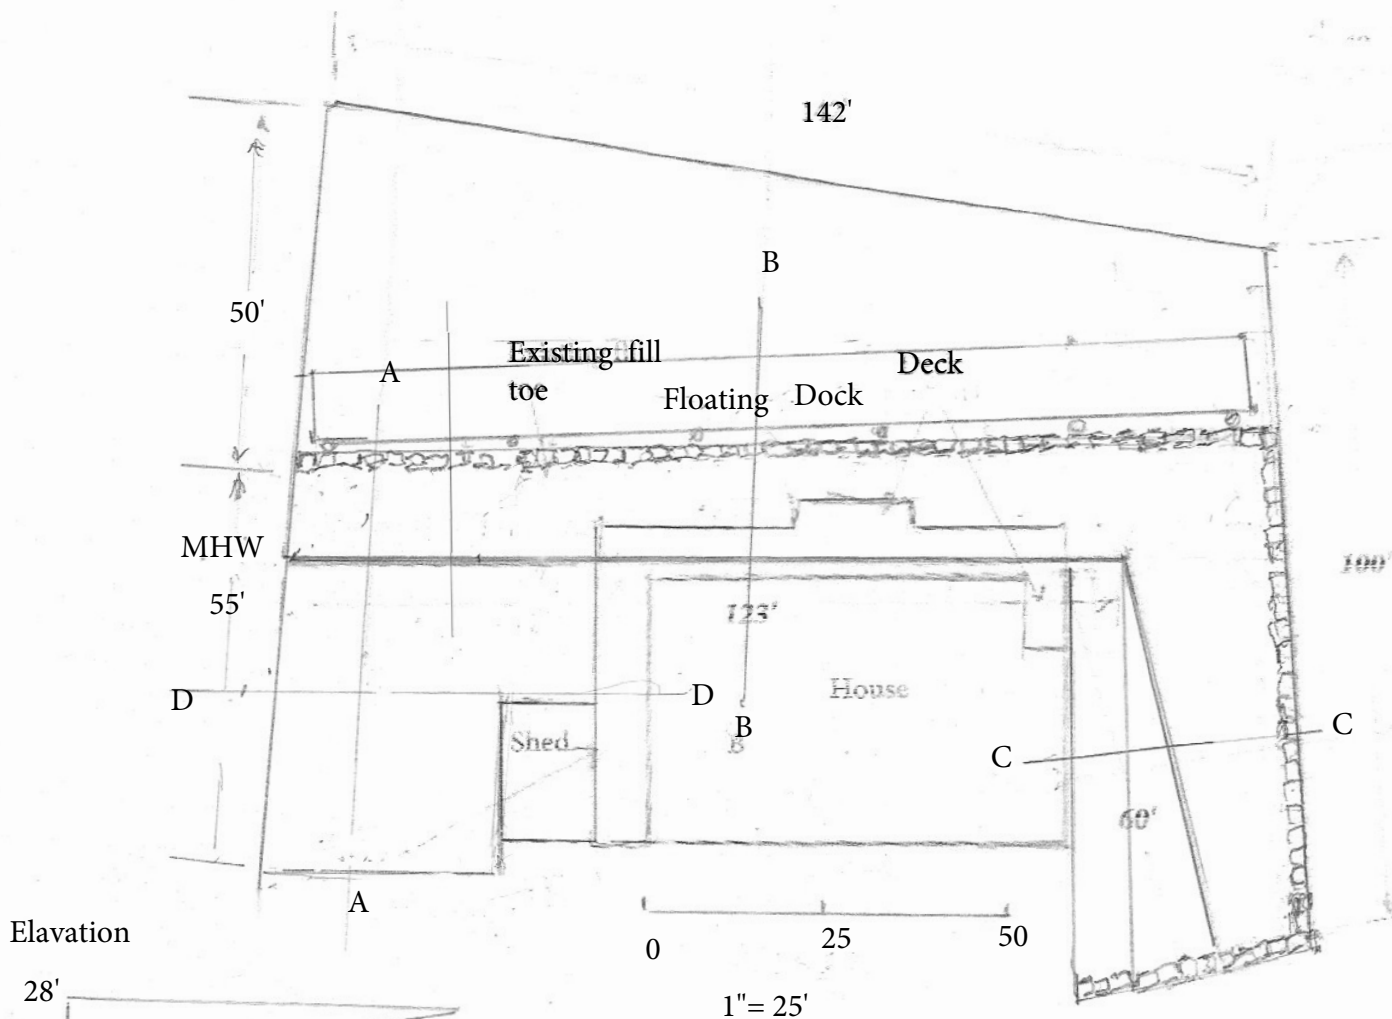 142'
B
50'
Existing fill
toe
A
Deck
Floating Dock
MHW
100'
55'
123'
House
D
D
B
B
Shed
C
C
60'
A
Elavation
0
25
50
28'
1"= 25'